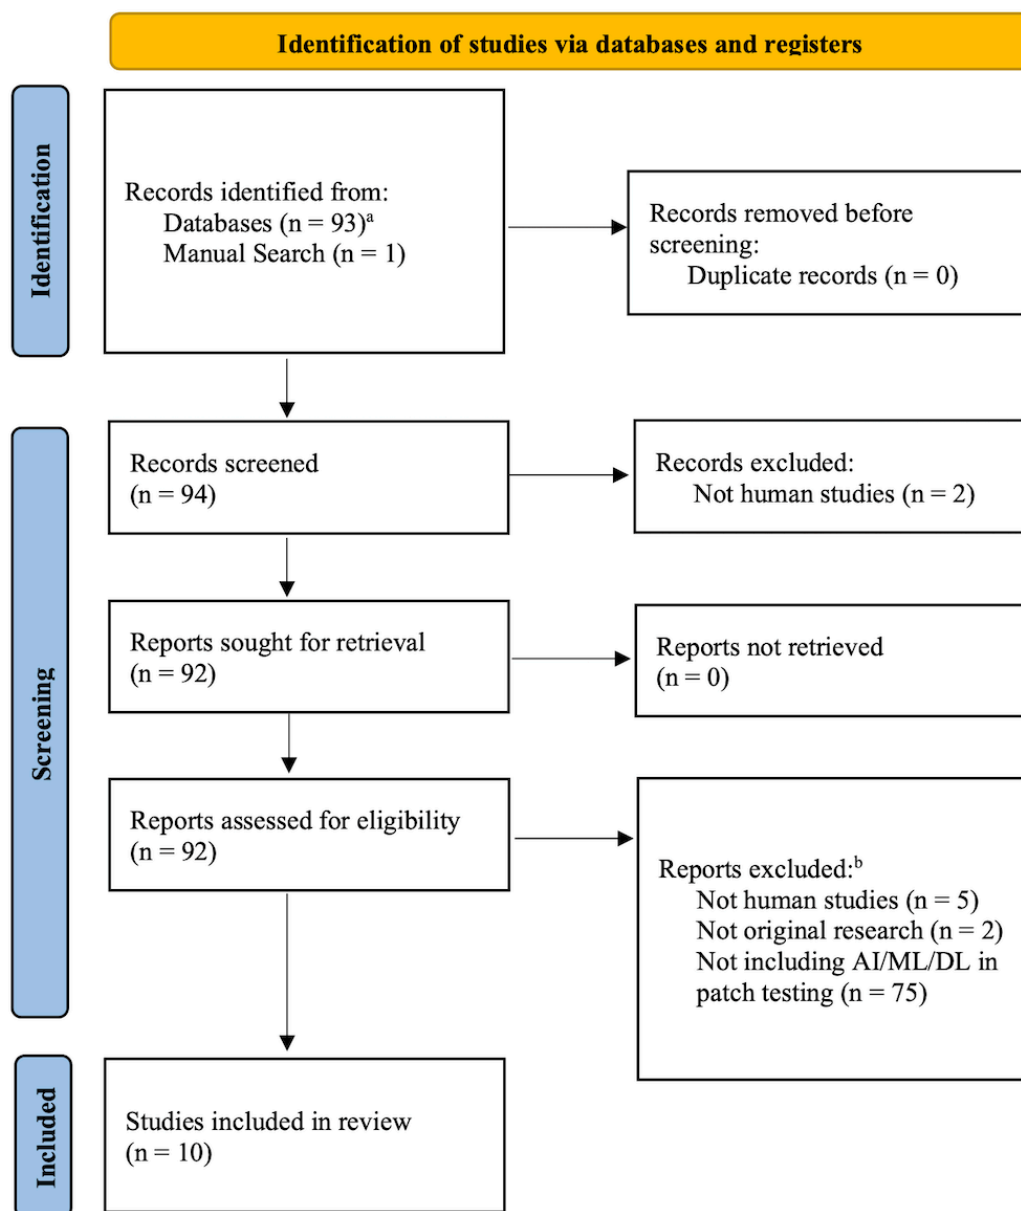 Identification of studies via databases and registers
Identification
Records identified from:
Databases (n = 93)ᵃ
Manual Search (n = 1)
Records removed before
screening:
Duplicate records (n = 0)
Screening
Records screened
(n = 94)
Records excluded:
Not human studies (n = 2)
Reports sought for retrieval
(n = 92)
Reports not retrieved
(n = 0)
Reports assessed for eligibility
(n = 92)
Reports excluded:ᵇ
Not human studies (n = 5)
Not original research (n = 2)
Not including AI/ML/DL in
patch testing (n = 75)
Included
Studies included in review
(n = 10)